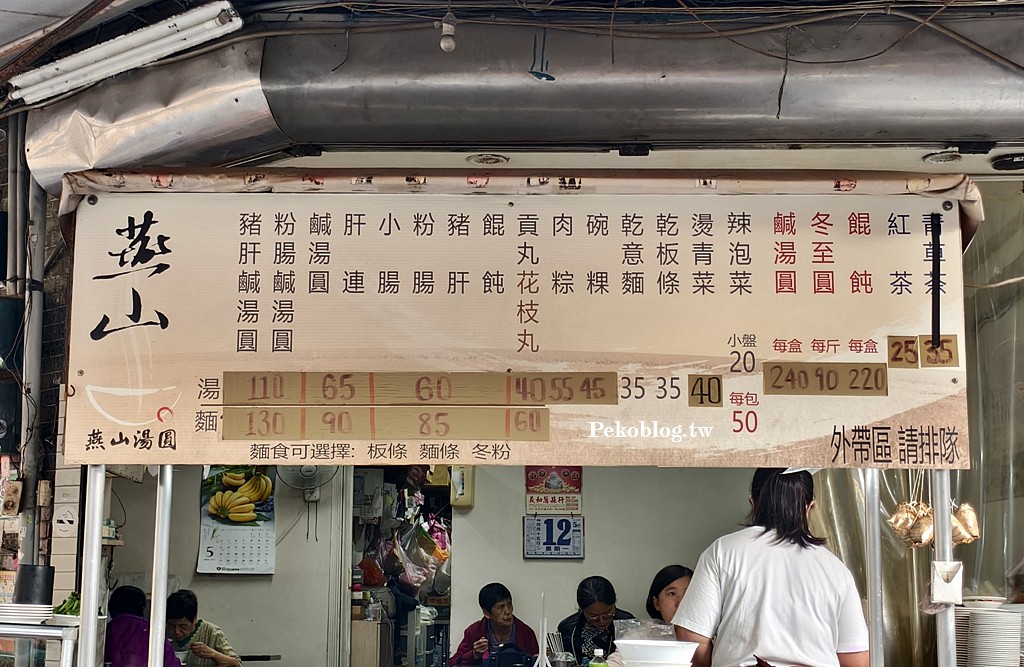 燕山
燕山湯圓
豬肝鹹湯圓
粉腸鹹湯圓
鹹湯圓
肝連
小腸
粉腸
豬肝
餛飩
貢丸花枝丸
肉粽
碗粿
乾意麵
乾板條
燙青菜
辣泡菜
鹹湯圓
冬至圓
餛飩
紅茶
青草茶
小盤
20
每包
50
每盒 每斤 每盒
240 90 220
25 35
湯 110 65 60 40 55 45 35 35 40
麵 130 90 85 60
麵食可選擇: 板條 麵條 冬粉
外帶區 請排隊
Pekoblog.tw
5
12